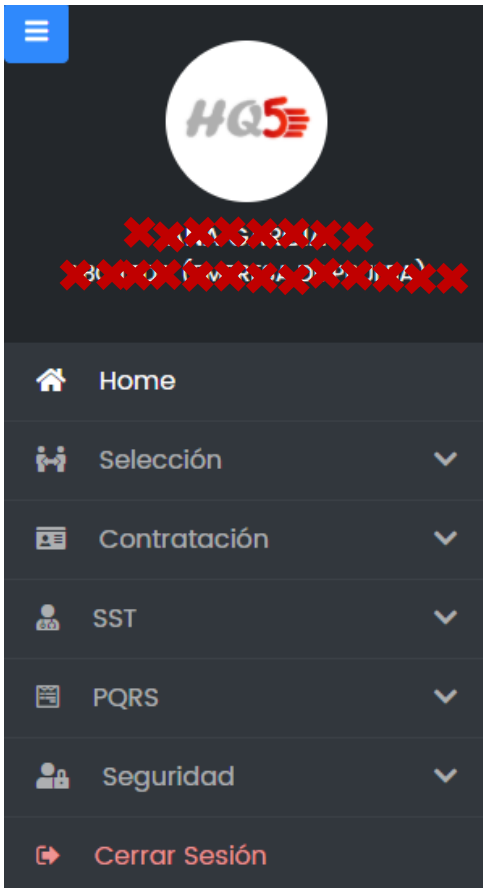 HQ5
Home
Selección
Contratación
SST
PQRS
Seguridad
Cerrar Sesión